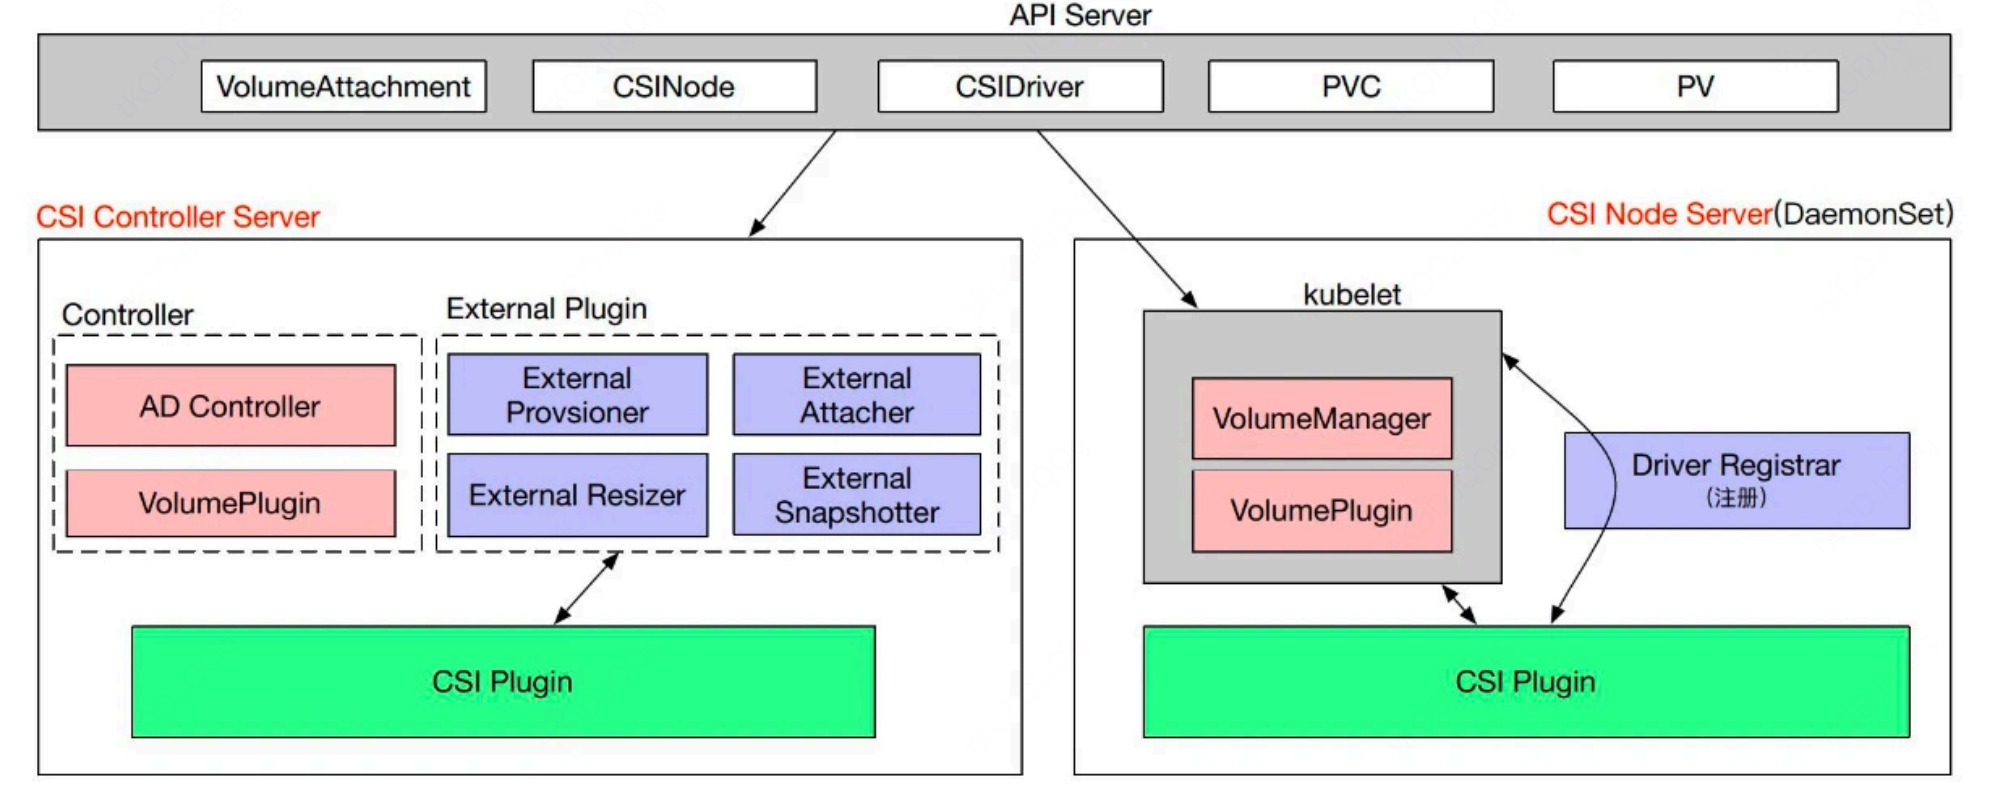 API Server
VolumeAttachment
CSINode
CSIDriver
PVC
PV
CSI Controller Server
CSI Node Server(DaemonSet)
Controller
External Plugin
kubelet
AD Controller
VolumePlugin
External
Provsioner
External
Attacher
External Resizer
External
Snapshotter
VolumeManager
VolumePlugin
Driver Registrar
(注册)
CSI Plugin
CSI Plugin